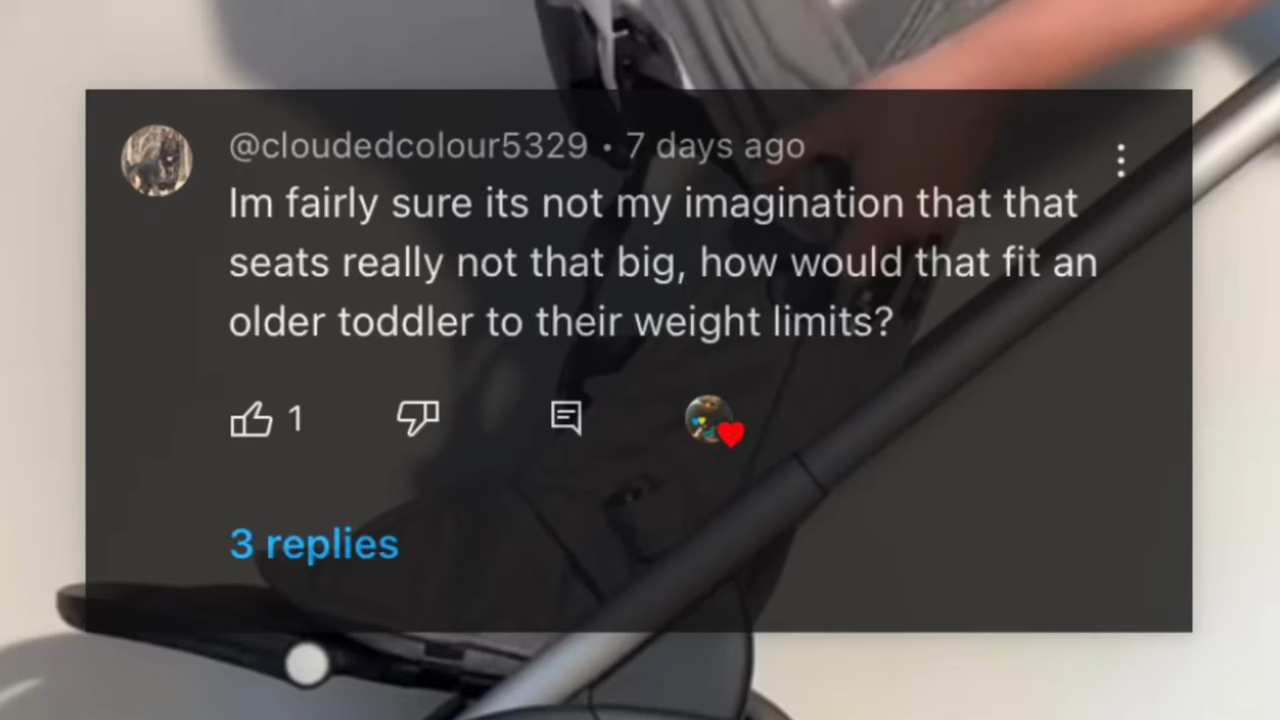 @cloudedcolour5329 • 7 days ago
Im fairly sure its not my imagination that that
seats really not that big, how would that fit an
older toddler to their weight limits?
1
3 replies